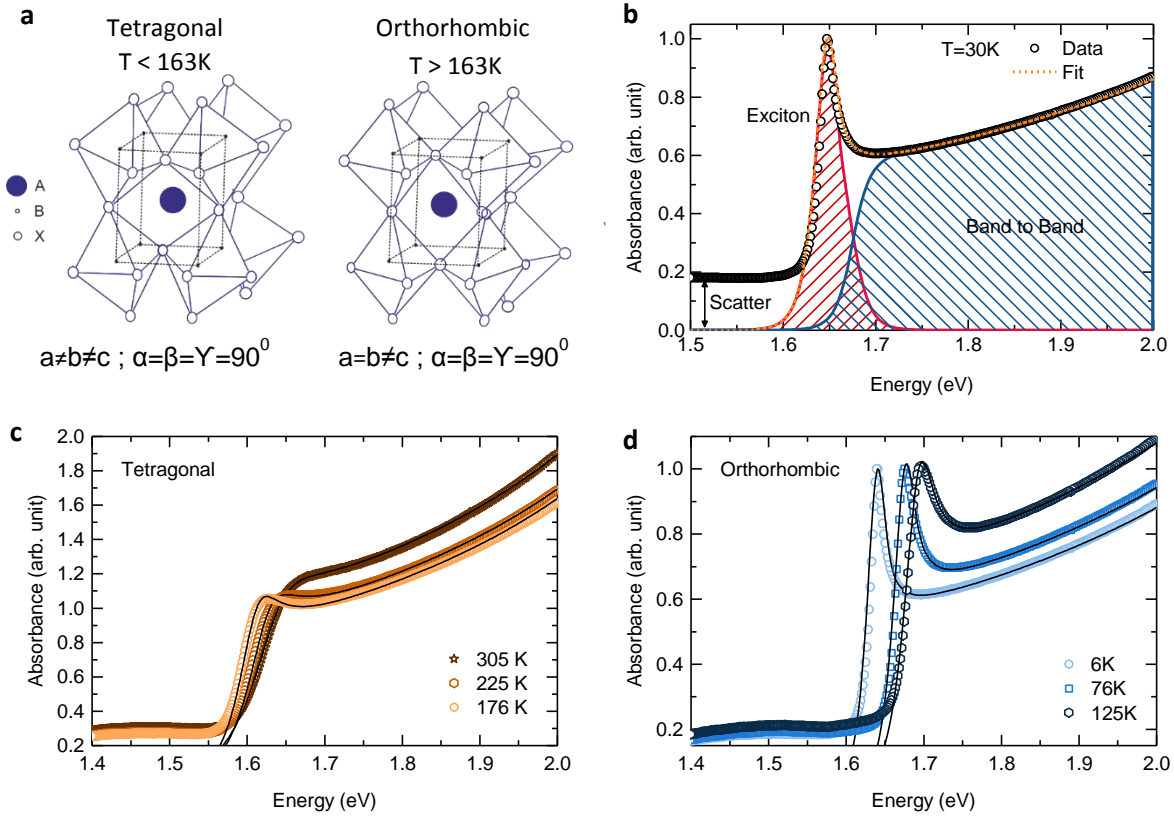 a
Tetragonal
T < 163K
Orthorhombic
T > 163K
A
B
X
a≠b≠c ; α=β=ϒ=90⁰
a=b≠c ; α=β=ϒ=90⁰
b
Absorbance (arb. unit)
1.0
0.8
0.6
0.4
0.2
0.0
T=30K
Data
Fit
Exciton
Band to Band
Scatter
1.5 1.6 1.7 1.8 1.9 2.0
Energy (eV)
c
Absorbance (arb. unit)
2.0
1.8
1.6
1.4
1.2
1.0
0.8
0.6
0.4
0.2
Tetragonal
305 K
225 K
176 K
1.4 1.5 1.6 1.7 1.8 1.9 2.0
Energy (eV)
d
Absorbance (arb. unit)
1.0
0.8
0.6
0.4
0.2
Orthorhombic
6K
76K
125K
1.4 1.5 1.6 1.7 1.8 1.9 2.0
Energy (eV)